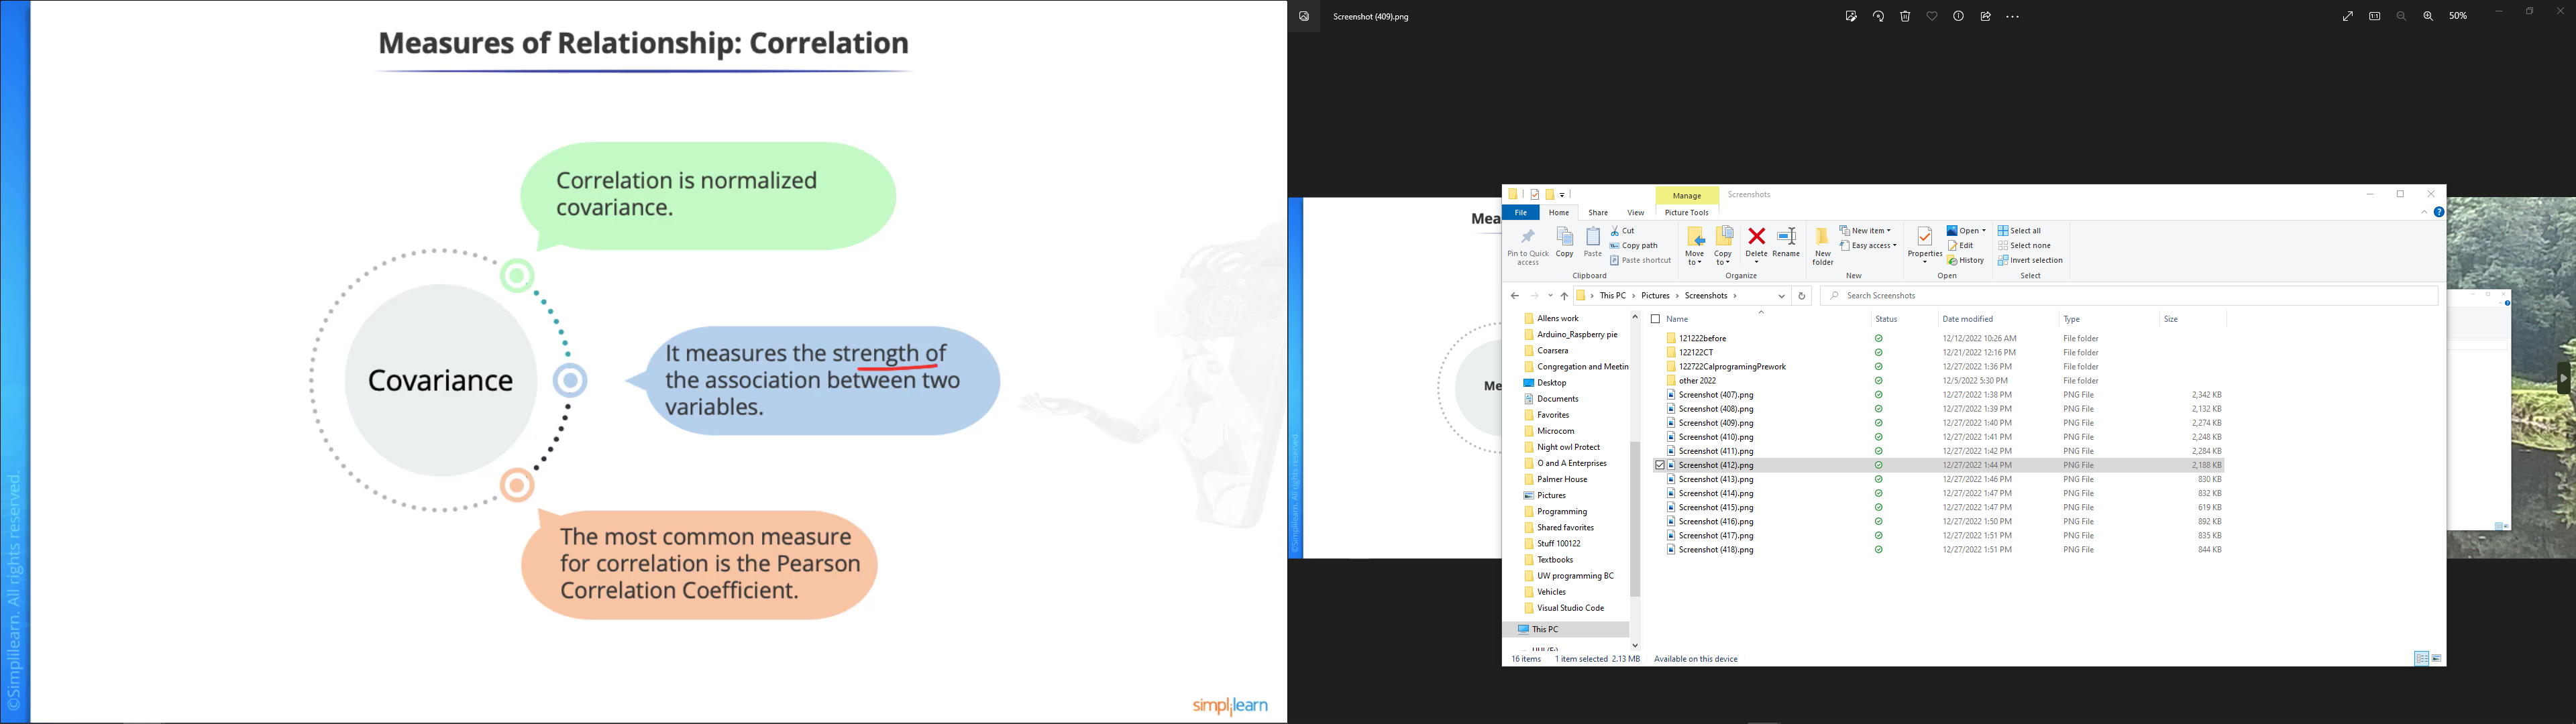 Measures of Relationship: Correlation
Correlation is normalized
covariance.
Covariance
It measures the strength of
the association between two
variables.
The most common measure
for correlation is the Pearson
Correlation Coefficient.
©Simplilearn. All rights reserved.
simplilearn
Screenshot (409).png
50%
Mea
Me
©Simplilearn. All rights reserved.
Manage
Screenshots
File
Home
Share
View
Picture Tools
Pin to Quick
access
Copy
Paste
Cut
Copy path
Paste shortcut
Clipboard
Move
to
Copy
to
Delete
Rename
Organize
New
folder
New item
Easy access
New
Properties
Open
Edit
History
Open
Select all
Select none
Invert selection
Select
This PC > Pictures > Screenshots >
Search Screenshots
Allens work
Arduino_Raspberry pie
Coarsera
Congregation and Meetin
Desktop
Documents
Favorites
Microcom
Night owl Protect
O and A Enterprises
Palmer House
Pictures
Programming
Shared favorites
Stuff 100122
Textbooks
UW programming BC
Vehicles
Visual Studio Code
This PC
Name Status Date modified Type Size
121222before 12/12/2022 10:26 AM File folder
122122CT 12/21/2022 12:16 PM File folder
122722CalprogramingPrework 12/27/2022 1:36 PM File folder
other 2022 12/5/2022 5:30 PM File folder
Screenshot (407).png 12/27/2022 1:38 PM PNG File 2,342 KB
Screenshot (408).png 12/27/2022 1:39 PM PNG File 2,132 KB
Screenshot (409).png 12/27/2022 1:40 PM PNG File 2,274 KB
Screenshot (410).png 12/27/2022 1:41 PM PNG File 2,248 KB
Screenshot (411).png 12/27/2022 1:42 PM PNG File 2,284 KB
Screenshot (412).png 12/27/2022 1:44 PM PNG File 2,188 KB
Screenshot (413).png 12/27/2022 1:46 PM PNG File 830 KB
Screenshot (414).png 12/27/2022 1:47 PM PNG File 832 KB
Screenshot (415).png 12/27/2022 1:47 PM PNG File 619 KB
Screenshot (416).png 12/27/2022 1:50 PM PNG File 892 KB
Screenshot (417).png 12/27/2022 1:51 PM PNG File 835 KB
Screenshot (418).png 12/27/2022 1:51 PM PNG File 844 KB
16 items 1 item selected 2.13 MB Available on this device